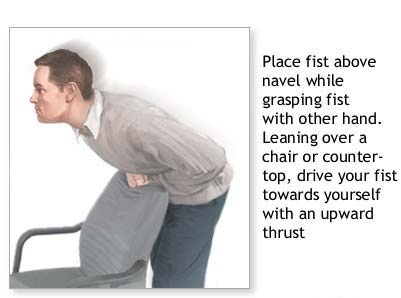 Place fist above
navel while
grasping fist
with other hand.
Leaning over a
chair or counter-
top, drive your fist
towards yourself
with an upward
thrust